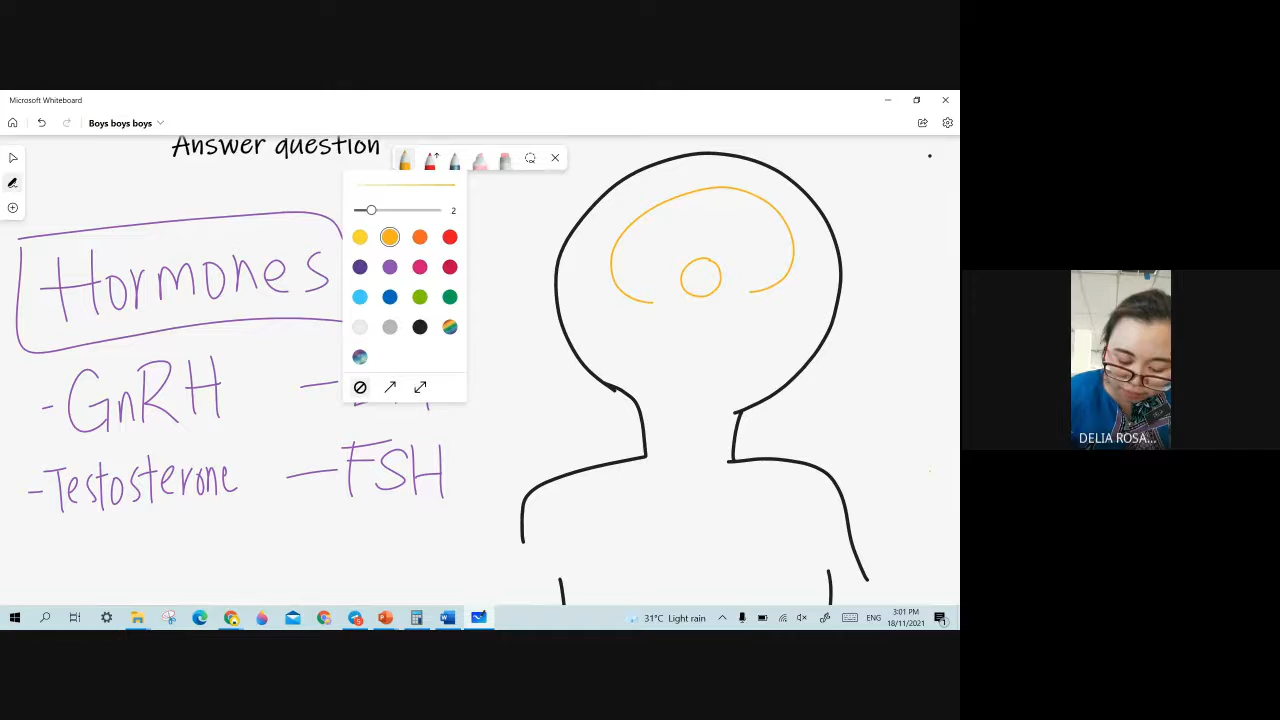 Microsoft Whiteboard
Boys boys boys
Answer question
2
Hormones
- GnRH
- Testosterone — FSH
DELIA ROSA...
31°C Light rain
ENG
3:01 PM
18/11/2021